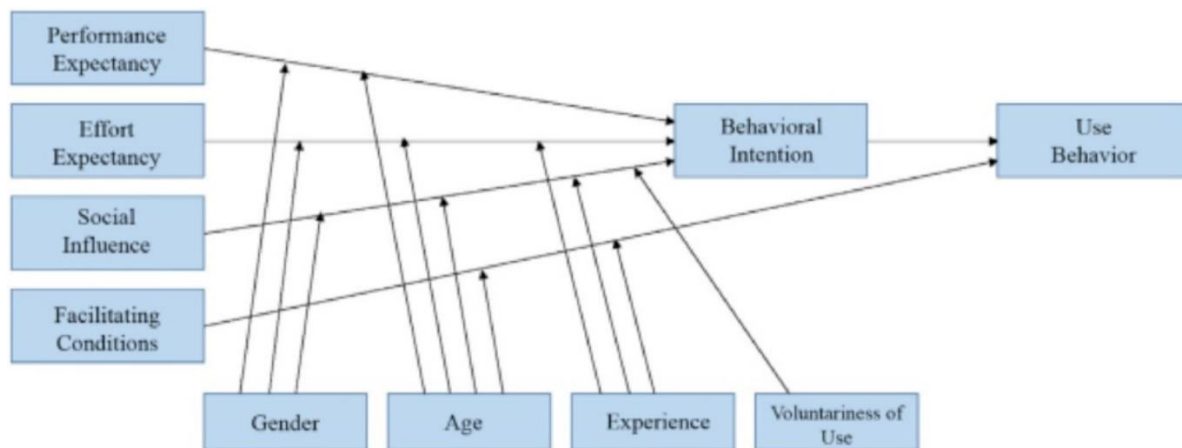 Performance
Expectancy
Effort
Expectancy
Social
Influence
Facilitating
Conditions
Behavioral
Intention
Use
Behavior
Gender
Age
Experience
Voluntariness of
Use